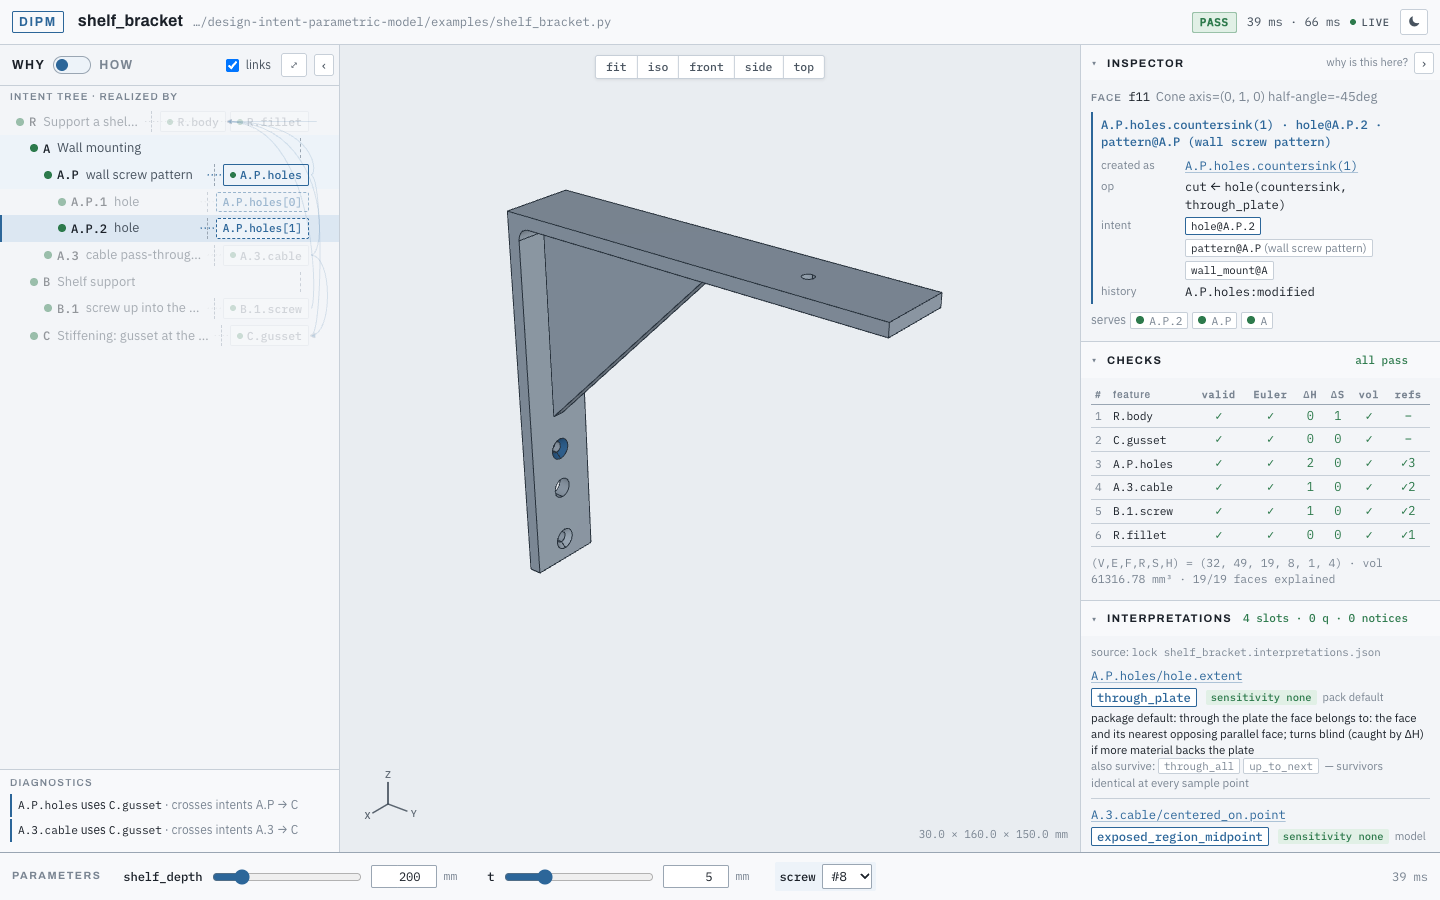 DIPM shelf_bracket …/design-intent-parametric-model/examples/shelf_bracket.py PASS 39 ms · 66 ms LIVE
WHY HOW links
INTENT TREE · REALIZED BY
R Support a shel... R.body R.fillet
A Wall mounting
A.P wall screw pattern A.P.holes
A.P.1 hole A.P.holes[0]
A.P.2 hole A.P.holes[1]
A.3 cable pass-throug... A.3.cable
B Shelf support
B.1 screw up into the ... B.1.screw
C Stiffening: gusset at the ... C.gusset
DIAGNOSTICS
A.P.holes uses C.gusset · crosses intents A.P → C
A.3.cable uses C.gusset · crosses intents A.3 → C
fit iso front side top
Z
X Y
30.0 × 160.0 × 150.0 mm
INSPECTOR why is this here?
FACE f11 Cone axis=(0, 1, 0) half-angle=-45deg
A.P.holes.countersink(1) · hole@A.P.2 ·
pattern@A.P (wall screw pattern)
created as A.P.holes.countersink(1)
op cut ← hole(countersink,
through_plate)
intent hole@A.P.2
pattern@A.P (wall screw pattern)
wall_mount@A
history A.P.holes:modified
serves A.P.2 A.P A
CHECKS all pass
# feature valid Euler ΔH ΔS vol refs
1 R.body ✓ ✓ 0 1 ✓ –
2 C.gusset ✓ ✓ 0 0 ✓ –
3 A.P.holes ✓ ✓ 2 0 ✓ ✓3
4 A.3.cable ✓ ✓ 1 0 ✓ ✓2
5 B.1.screw ✓ ✓ 1 0 ✓ ✓2
6 R.fillet ✓ ✓ 0 0 ✓ ✓1
(V,E,F,R,S,H) = (32, 49, 19, 8, 1, 4) · vol
61316.78 mm³ · 19/19 faces explained
INTERPRETATIONS 4 slots · 0 q · 0 notices
source: lock shelf_bracket.interpretations.json
A.P.holes/hole.extent
through_plate sensitivity none pack default
package default: through the plate the face belongs to: the face
and its nearest opposing parallel face; turns blind (caught by ΔH)
if more material backs the plate
also survive: through_all up_to_next — survivors
identical at every sample point
A.3.cable/centered_on.point
exposed_region_midpoint sensitivity none model
PARAMETERS shelf_depth 200 mm t 5 mm screw #8 39 ms